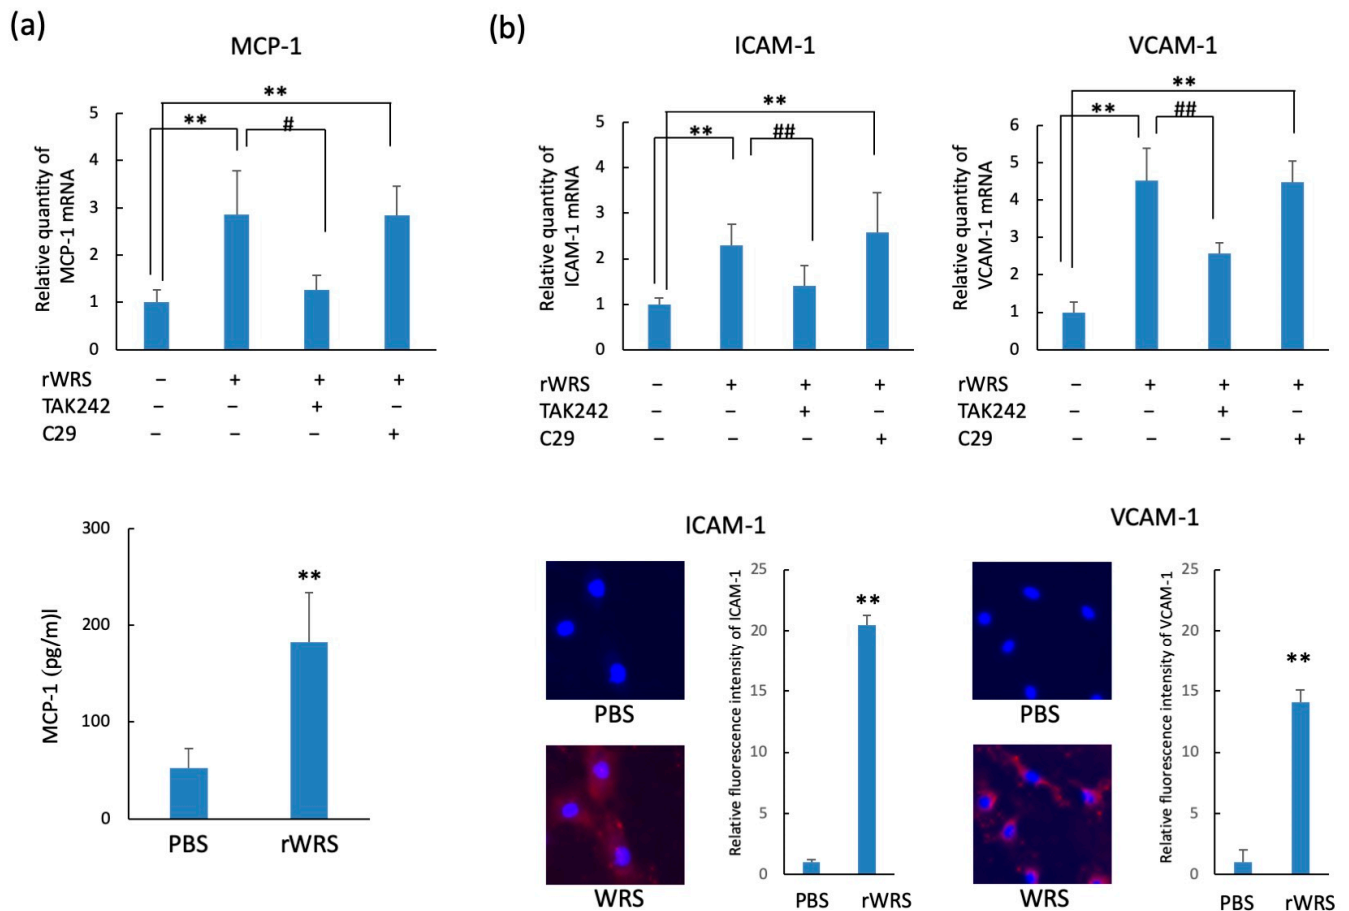 (a)
MCP-1
**
**
#
Relative quantity of
MCP-1 mRNA
5
4
3
2
1
0
rWRS − + + +
TAK242 − − + −
C29 − − − +
MCP-1 (pg/m)l
300
200
100
0
**
PBS rWRS
(b)
ICAM-1
**
**
##
Relative quantity of
ICAM-1 mRNA
5
4
3
2
1
0
rWRS − + + +
TAK242 − − + −
C29 − − − +
VCAM-1
**
**
##
Relative quantity of
VCAM-1 mRNA
6
5
4
3
2
1
0
rWRS − + + +
TAK242 − − + −
C29 − − − +
ICAM-1
PBS
WRS
Relative fluorescence intensity of ICAM-1
25
20
15
10
5
0
**
PBS rWRS
VCAM-1
PBS
WRS
Relative fluorescence intensity of VCAM-1
25
20
15
10
5
0
**
PBS rWRS